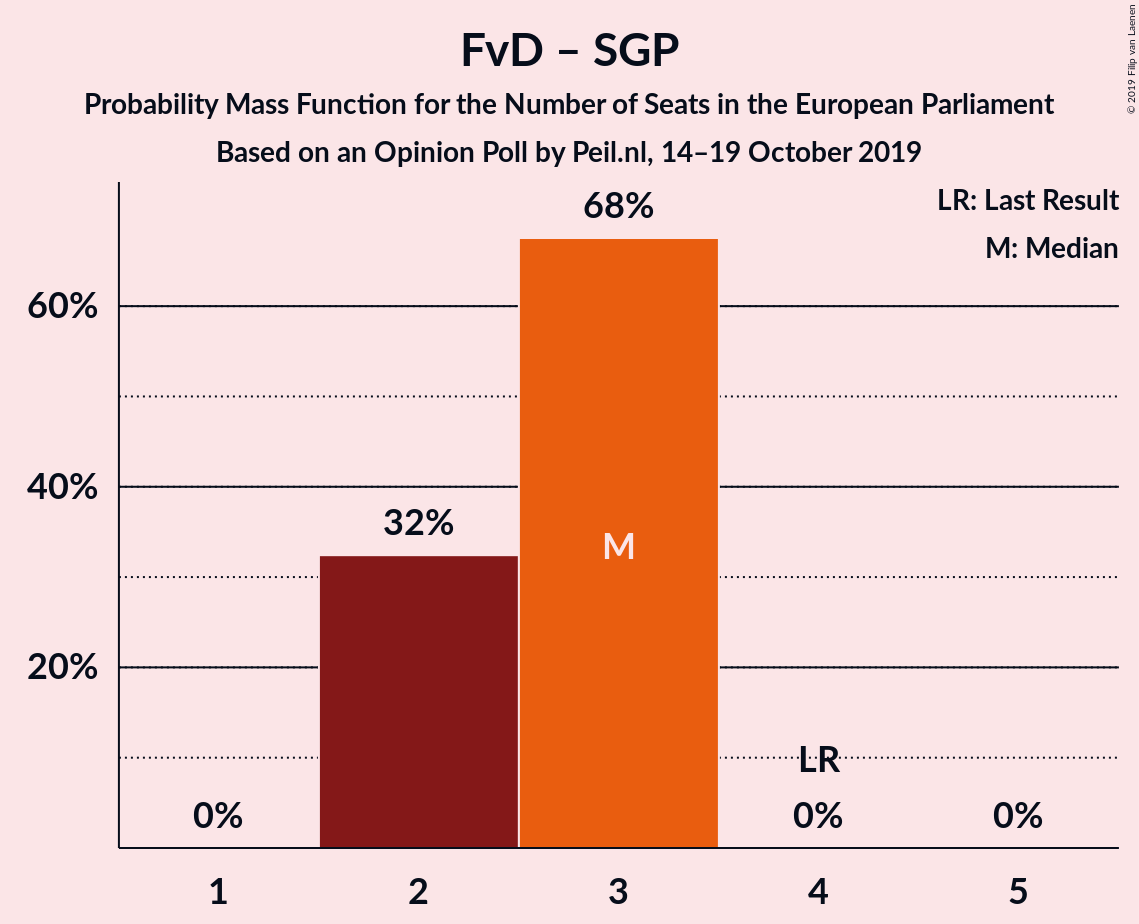 FvD – SGP
Probability Mass Function for the Number of Seats in the European Parliament
Based on an Opinion Poll by Peil.nl, 14–19 October 2019
© 2019 Filip van Laenen
LR: Last Result
M: Median
68%
60%
40%
32%
M
20%
LR
0%
0%
0%
1
2
3
4
5